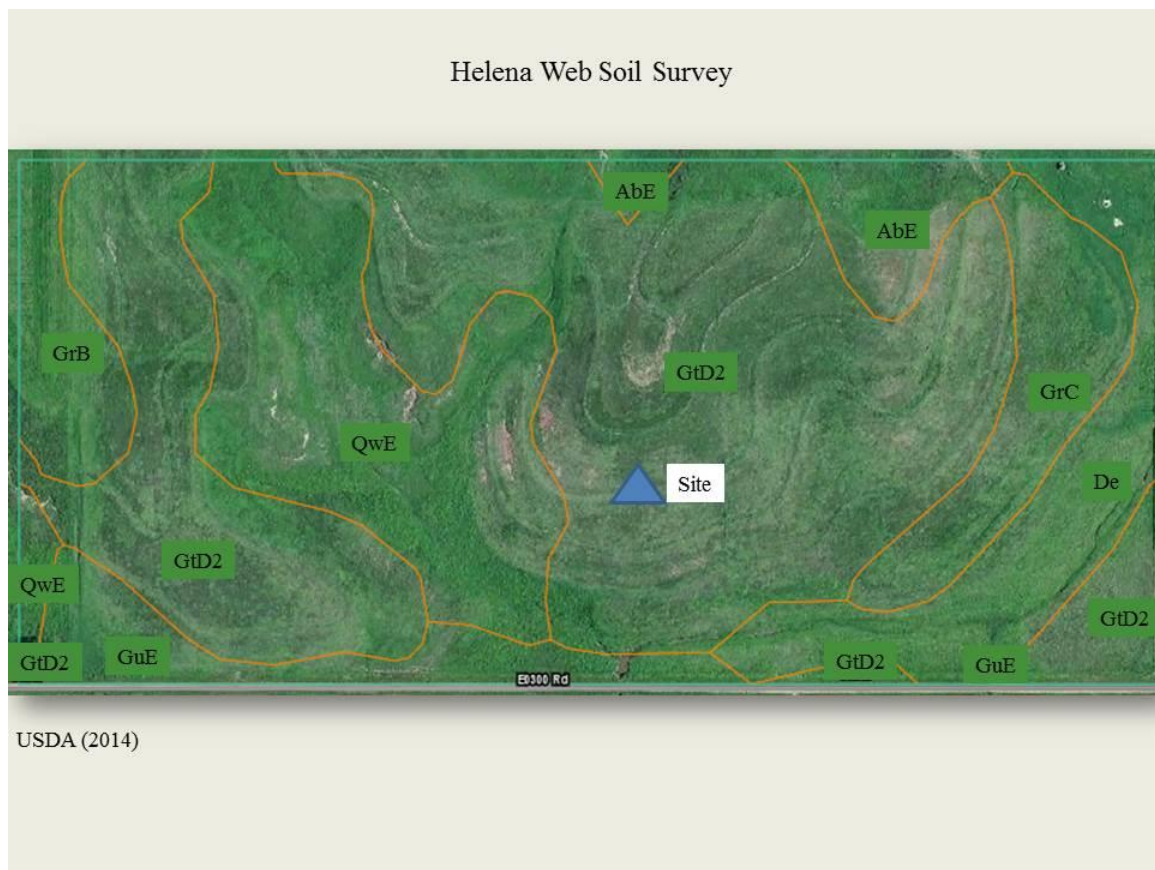 Helena Web Soil Survey
AbE
AbE
GrB
GtD2
GrC
QwE
Site
De
GtD2
QwE
GtD2
GtD2
GuE
GtD2
GuE
E0300 Rd
USDA (2014)